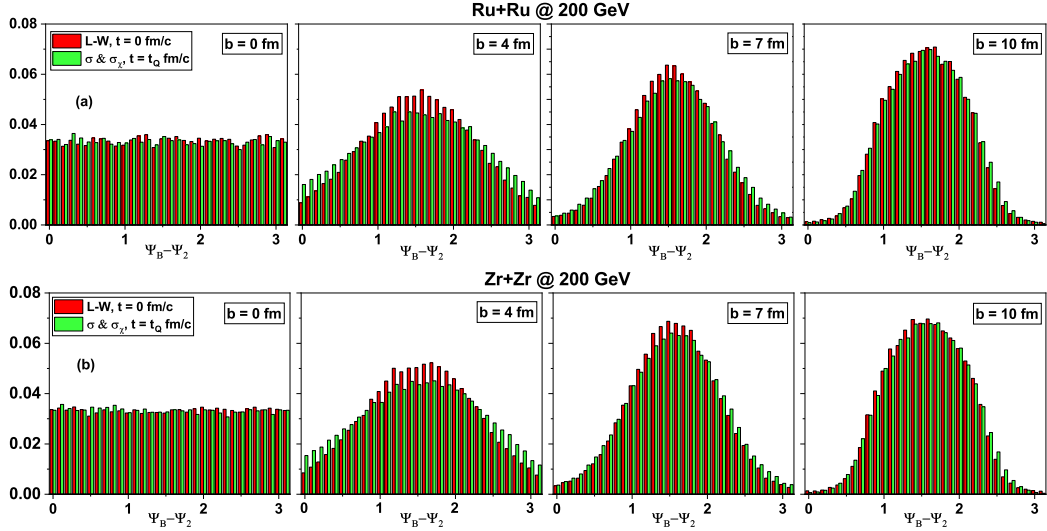 Ru+Ru @ 200 GeV
0.08
0.06
0.04
0.02
0.00
L-W, t = 0 fm/c
σ & σχ, t = tQ fm/c
(a)
b = 0 fm
b = 4 fm
b = 7 fm
b = 10 fm
0 1 2 3
0 1 2 3
0 1 2 3
0 1 2 3
ΨB–Ψ2
ΨB–Ψ2
ΨB–Ψ2
ΨB–Ψ2
Zr+Zr @ 200 GeV
0.08
0.06
0.04
0.02
0.00
L-W, t = 0 fm/c
σ & σχ, t = tQ fm/c
(b)
b = 0 fm
b = 4 fm
b = 7 fm
b = 10 fm
0 1 2 3
0 1 2 3
0 1 2 3
0 1 2 3
ΨB–Ψ2
ΨB–Ψ2
ΨB–Ψ2
ΨB–Ψ2